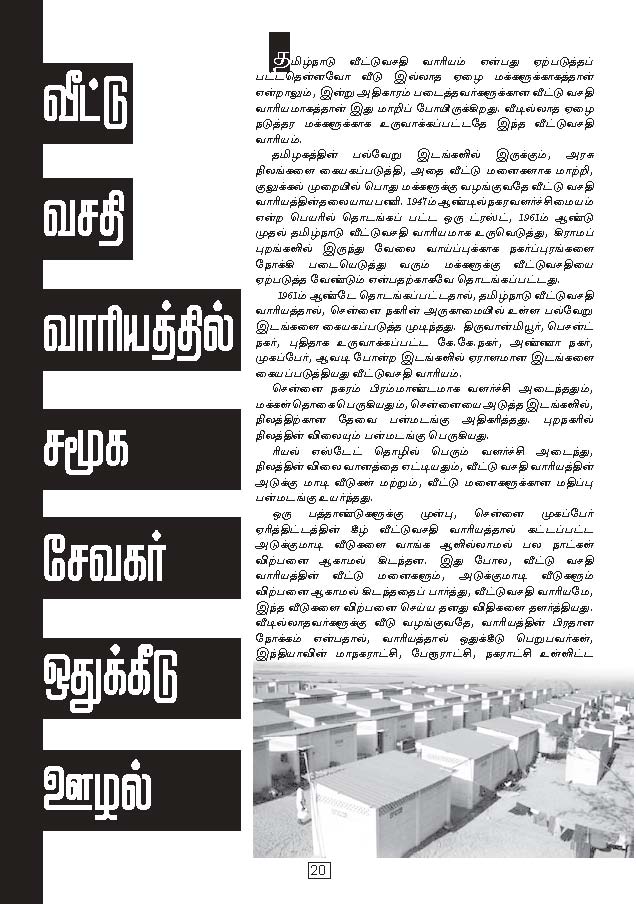 வீட்டு
வசதி
வாரியத்தில்
சமூக
சேவகர்
ஒதுக்கீடு
ஊழல்
தமிழ்நாடு வீட்டுவசதி வாரியம் என்பது ஏற்படுத்தப்
பட்டதென்னவோ வீடு இல்லாத ஏழை மக்களுக்காகத்தான்
என்றாலும், இன்று அதிகாரம் படைத்தவர்களுக்கான வீட்டு வசதி
வாரியமாகத்தான் இது மாறிப் போயிருக்கிறது. வீடில்லாத ஏழை
நடுத்தர மக்களுக்காக உருவாக்கப்பட்டதே இந்த வீட்டுவசதி
வாரியம்.
தமிழகத்தின் பல்வேறு இடங்களில் இருக்கும், அரசு
நிலங்களை கையகப்படுத்தி, அதை வீட்டு மனைகளாக மாற்றி,
குலுக்கல் முறையில் பொது மக்களுக்கு வழங்குவதே வீட்டு வசதி
வாரியத்தின்தலையாயபணி. 1947ம் ஆண்டில்நகரவளர்ச்சிமையம்
என்ற பெயரில் தொடங்கப் பட்ட ஒரு ட்ரஸ்ட், 1961ம் ஆண்டு
முதல் தமிழ்நாடு வீட்டுவசதி வாரியமாக உருவெடுத்து, கிராமப்
புறங்களில் இருந்து வேலை வாய்ப்புக்காக நகர்ப்புரங்களை
நோக்கி படையெடுத்து வரும் மக்களுக்கு வீட்டுவசதியை
ஏற்படுத்த வேண்டும் என்பதற்காகவே தொடங்கப்பட்டது.
1961ம் ஆண்டே தொடங்கப்பட்டதால், தமிழ்நாடு வீட்டுவசதி
வாரியத்தால், சென்னை நகரின் அருகாமையில் உள்ள பல்வேறு
இடங்களை கையகப்படுத்த முடிந்தது. திருவான்மியூர், பெசன்ட்
நகர், புதிதாக உருவாக்கப்பட்ட கே.கே.நகர், அண்ணா நகர்,
முகப்பேர், ஆவடி போன்ற இடங்களில் ஏராளமான இடங்களை
கையப்படுத்தியது வீட்டுவசதி வாரியம்.
சென்னை நகரம் பிரம்மாண்டமாக வளர்ச்சி அடைந்ததும்,
மக்கள்தொகை பெருகியதும், சென்னையை அடுத்த இடங்களில்,
நிலத்திற்கான தேவை பன்மடங்கு அதிகரித்தது. புறநகரில்
நிலத்தின் விலையும் பன்மடங்கு பெருகியது.
ரியல் எஸ்டேட் தொழில் பெரும் வளர்ச்சி அடைந்து,
நிலத்தின் விலை வானத்தை எட்டியதும், வீட்டு வசதி வாரியத்தின்
அடுக்கு மாடி வீடுகள் மற்றும், வீட்டு மனைகளுக்கான மதிப்பு
பன்மடங்கு உயர்ந்தது.
ஒரு பத்தாண்டுகளுக்கு முன்பு, சென்னை முகப்பேர்
ஏரித்திட்டத்தின் கீழ் வீட்டுவசதி வாரியத்தால் கட்டப்பட்ட
அடுக்குமாடி வீடுகளை வாங்க ஆளில்லாமல் பல நாட்கள்
விற்பனை ஆகாமல் கிடந்தன. இது போல, வீட்டு வசதி
வாரியத்தின் வீட்டு மனைகளும், அடுக்குமாடி வீடுகளும்
விற்பனை ஆகாமல் கிடந்ததைப் பார்த்து, வீட்டுவசதி வாரியமே,
இந்த வீடுகளை விற்பனை செய்ய தனது விதிகளை தளர்த்தியது.
வீடில்லாதவர்களுக்கு வீடு வழங்குவதே, வாரியத்தின் பிரதான
நோக்கம் என்பதால், வாரியத்தால் ஒதுக்கீடு பெறுபவர்கள்,
இந்தியாவின் மாநகராட்சி, பேரூராட்சி, நகராட்சி உள்ளிட்ட
20